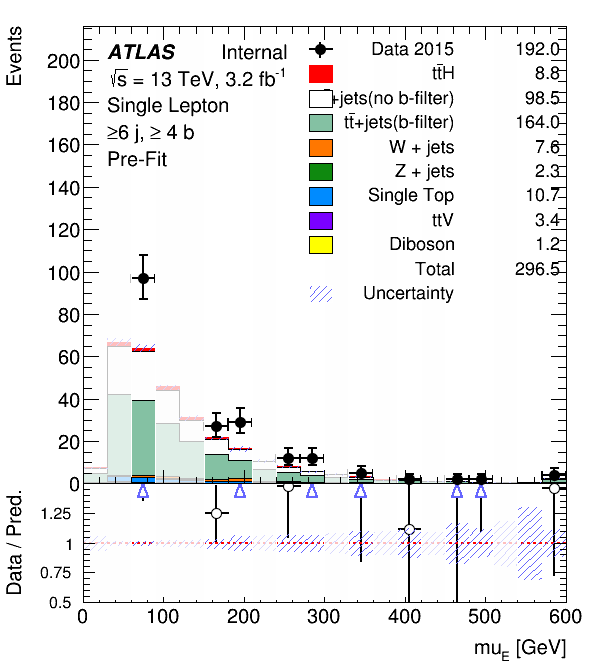 Events
ATLAS Internal
√s = 13 TeV, 3.2 fb⁻¹
Single Lepton
≥6 j, ≥ 4 b
Pre-Fit
Data 2015 192.0
tt̄H 8.8
+jets(no b-filter) 98.5
tt̄+jets(b-filter) 164.0
W + jets 7.6
Z + jets 2.3
Single Top 10.7
ttV 3.4
Diboson 1.2
Total 296.5
Uncertainty
200
180
160
140
120
100
80
60
40
20
0
Data / Pred.
1.25
1
0.75
0.5
0 100 200 300 400 500 600
mu_E [GeV]